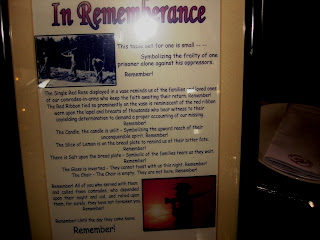 In Rememberance
This table set for one is small -- --
Symbolizing the frailty of one
prisoner alone against his oppressors.
Remember!
The Single Red Rose displayed in a vase reminds us of the families and loved ones
of our comrades-in-arms who keep the faith awaiting their return. Remember!
The Red Ribbon tied so prominently on the vase is reminiscent of the red ribbon
worn upon the lapel and breasts of thousands who bear witness to their
unyielding determination to demand a proper accounting of our missing.
Remember!
The Candle, the candle is unlit - Symbolizing the upward reach of their
unconquerable spirit. Remember!
The Slice of Lemon is on the bread plate to remind us of their bitter fate.
Remember!
There is Salt upon the bread plate - Symbolic of the families tears as they wait.
Remember!
The Glass is inverted - They cannot toast with us this night. Remember!
The Chair - The Chair is empty. They are not here. Remember!
Remember! All of you who served with them
and called them comrades, who depended
upon their might and aid, and relied upon
them, for surely, they have not forsaken you.
Remember!
Remember! Until the day they come home.
Remember!